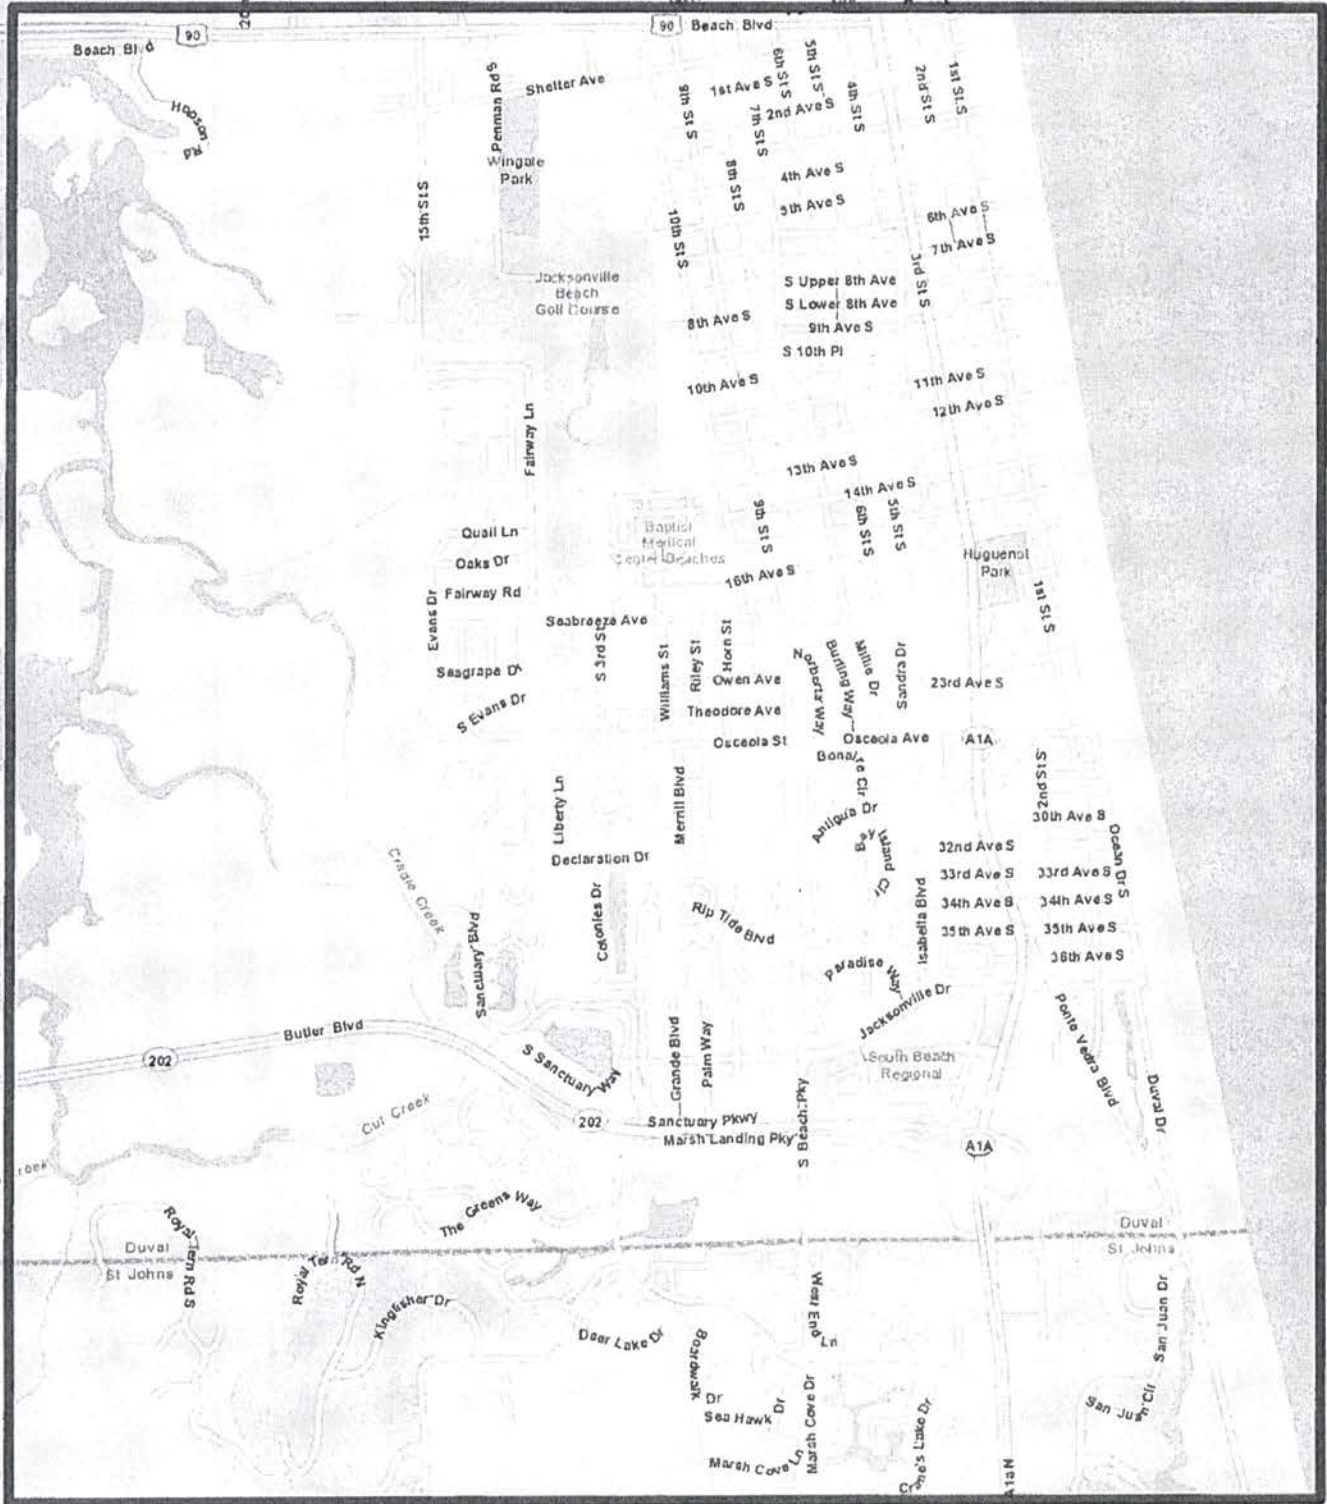 90
Beach Blvd
20
90 Beach Blvd
Hopson Rd
Penman Rd S
Shelter Ave
9th St S
1st Ave S
6th St S
5th St S
2nd Ave S
7th St S
4th St S
2nd St S
1st St S
Wingate
Park
15th St S
8th St S
4th Ave S
5th Ave S
10th St S
6th Ave S
7th Ave S
3rd St S
Jacksonville
Beach
Golf Course
S Upper 8th Ave
S Lower 8th Ave
8th Ave S
9th Ave S
S 10th Pl
10th Ave S
11th Ave S
12th Ave S
Fairway Ln
13th Ave S
14th Ave S
Quail Ln
Oaks Dr
Fairway Rd
Evans Dr
Baptist
Medical
Center Beaches
9th St S
6th St S
5th St S
16th Ave S
Huguenot
Park
1st St S
Seabreeze Ave
S 3rd St
Williams St
Riley St
Horn St
Seagrape Dr
S Evans Dr
Owen Ave
Theodore Ave
Osceola St
Norberta Way
Burling Way
Millie Dr
Sandra Dr
23rd Ave S
Osceola Ave
A1A
Bonaire Cir
Liberty Ln
Merrill Blvd
Antigua Dr
2nd St S
30th Ave S
Declaration Dr
Island Cir
32nd Ave S
33rd Ave S
33rd Ave S
Ocean Dr S
34th Ave S
34th Ave S
35th Ave S
35th Ave S
36th Ave S
Cradle Creek
Sanctuary Blvd
Colonies Dr
Rip Tide Blvd
Isabella Blvd
Paradise Way
Jacksonville Dr
Butler Blvd
202
S Sanctuary Way
Grande Blvd
Palm Way
South Beach
Regional
Ponte Vedra Blvd
Duval Dr
Cut Creek
202
Sanctuary Pkwy
Marsh Landing Pky
S Beach Pky
A1A
The Greens Way
Royal Tern Rd S
Duval
St Johns
Duval
St Johns
Royal Tern Rd N
Kingfisher Dr
Deer Lake Dr
Boardwalk Dr
West End Ln
San Juan Dr
San Juan Cir
Sea Hawk Dr
Marsh Cove Dr
Marsh Cove Ln
Crane's Lake Dr
A1a N